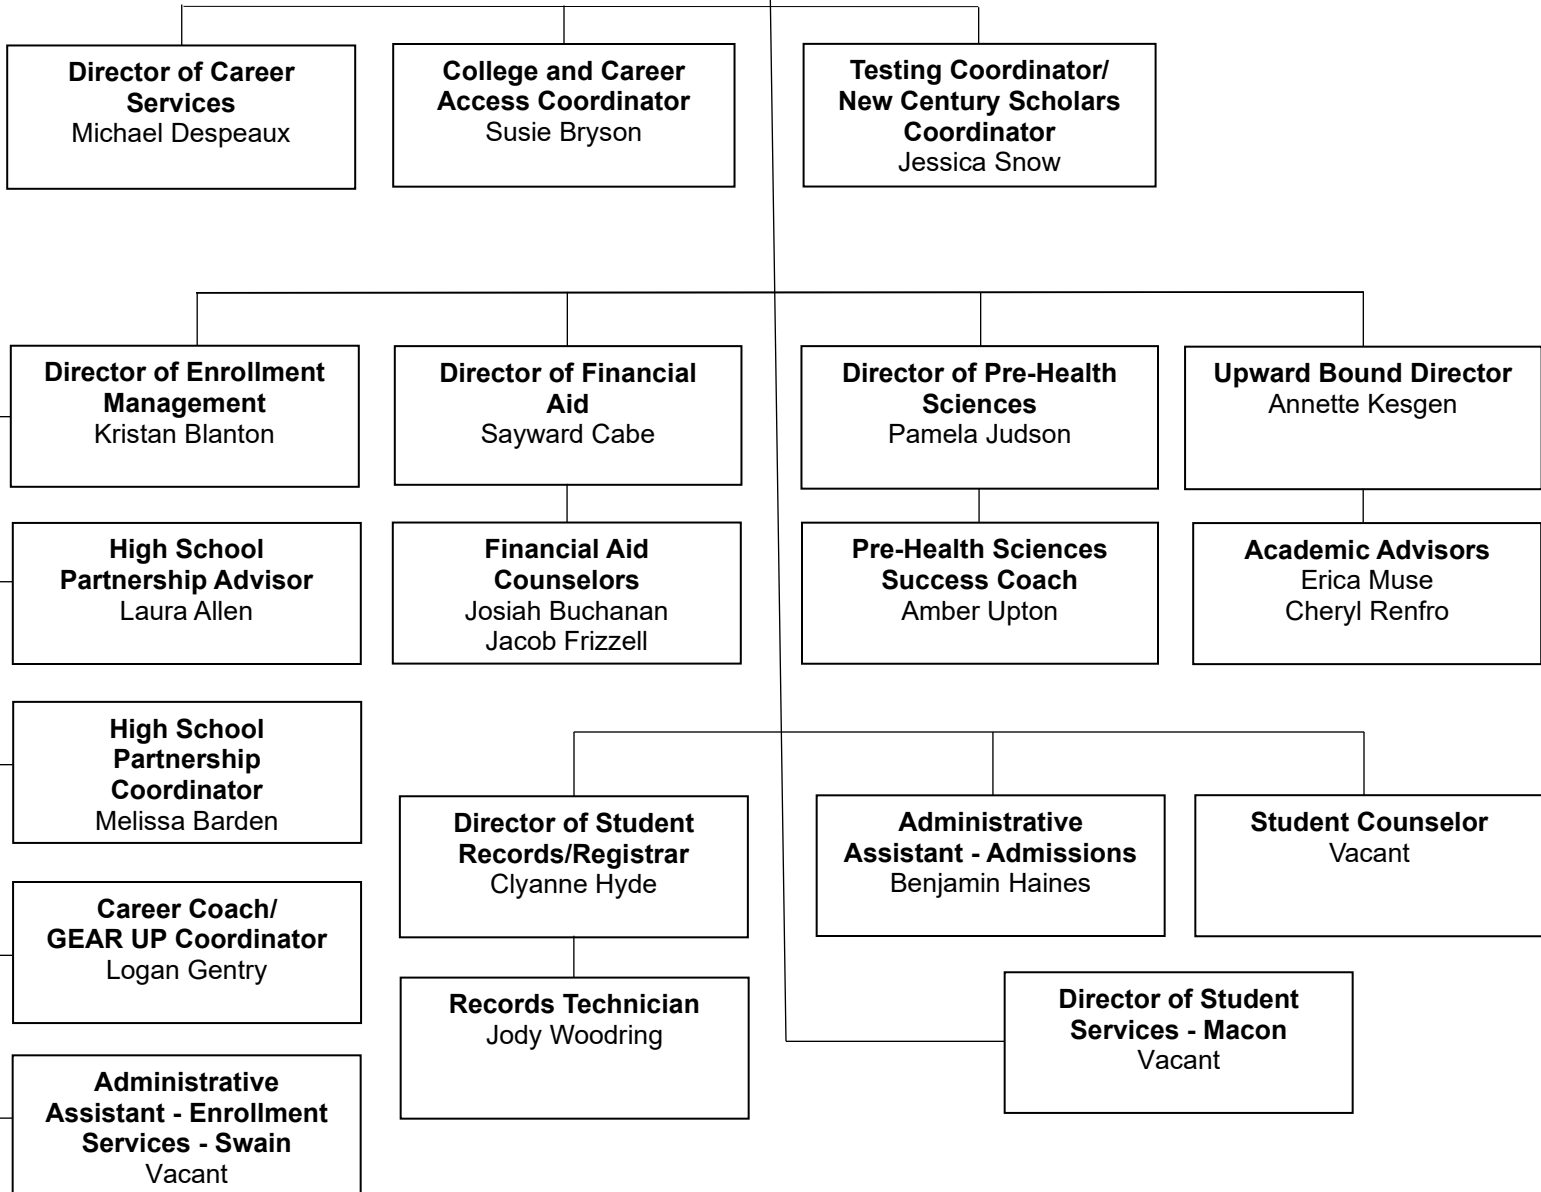 Director of Career
Services
Michael Despeaux
College and Career
Access Coordinator
Susie Bryson
Testing Coordinator/
New Century Scholars
Coordinator
Jessica Snow
Director of Enrollment
Management
Kristan Blanton
Director of Financial
Aid
Sayward Cabe
Director of Pre-Health
Sciences
Pamela Judson
Upward Bound Director
Annette Kesgen
High School
Partnership Advisor
Laura Allen
Financial Aid
Counselors
Josiah Buchanan
Jacob Frizzell
Pre-Health Sciences
Success Coach
Amber Upton
Academic Advisors
Erica Muse
Cheryl Renfro
High School
Partnership
Coordinator
Melissa Barden
Director of Student
Records/Registrar
Clyanne Hyde
Administrative
Assistant - Admissions
Benjamin Haines
Student Counselor
Vacant
Career Coach/
GEAR UP Coordinator
Logan Gentry
Records Technician
Jody Woodring
Director of Student
Services - Macon
Vacant
Administrative
Assistant - Enrollment
Services - Swain
Vacant